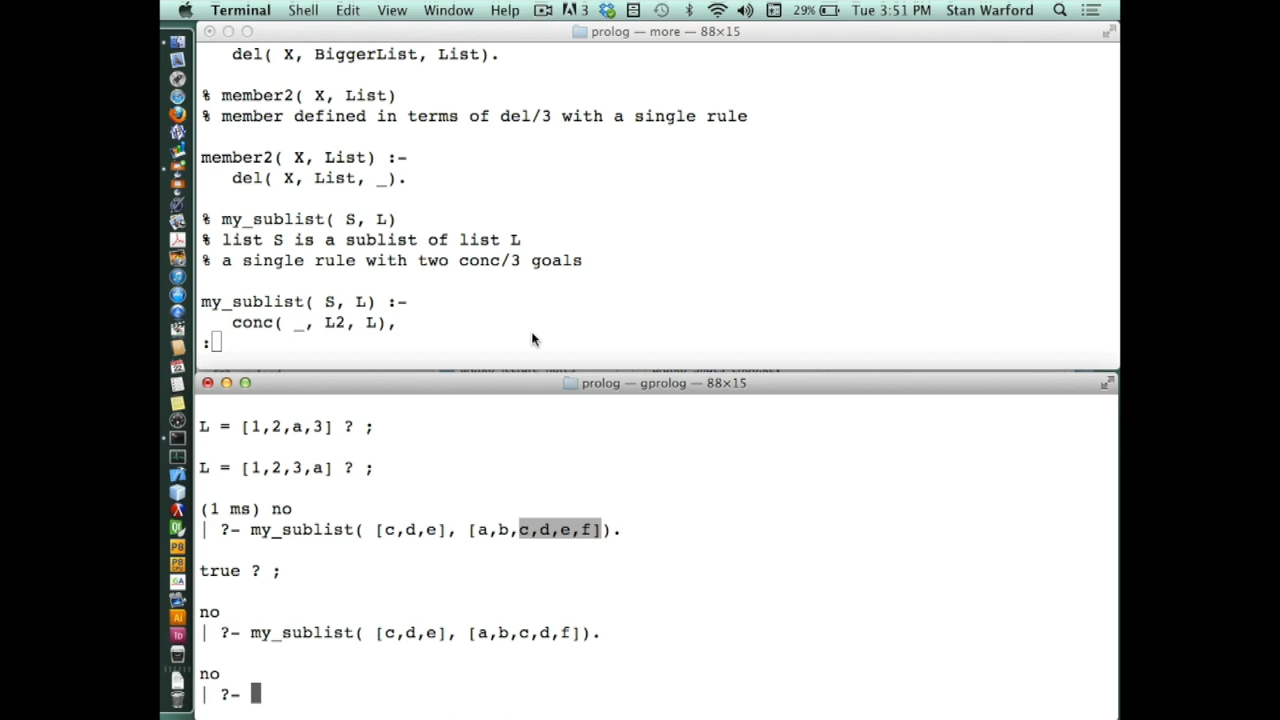 Terminal Shell Edit View Window Help 3 29% Tue 3:51 PM Stan Warford
prolog — more — 88×15
del( X, BiggerList, List).
% member2( X, List)
% member defined in terms of del/3 with a single rule
member2( X, List) :-
del( X, List, _).
% my_sublist( S, L)
% list S is a sublist of list L
% a single rule with two conc/3 goals
my_sublist( S, L) :-
conc( _, L2, L),
:
prolog — gprolog — 88×15
L = [1,2,a,3] ? ;
L = [1,2,3,a] ? ;
(1 ms) no
| ?- my_sublist( [c,d,e], [a,b,c,d,e,f]).
true ? ;
no
| ?- my_sublist( [c,d,e], [a,b,c,d,f]).
no
| ?-